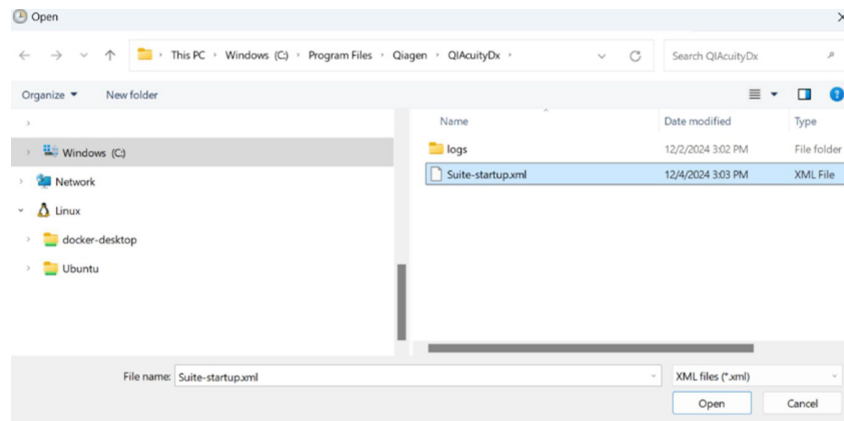 Open
This PC › Windows (C:) › Program Files › Qiagen › QIAcuityDx ›
Search QIAcuityDx
Organize
New folder
Name
Date modified
Type
Windows (C:)
logs
12/2/2024 3:02 PM
File folder
Suite-startup.xml
12/4/2024 3:03 PM
XML File
Network
Linux
docker-desktop
Ubuntu
File name:
Suite-startup.xml
XML files (*.xml)
Open
Cancel